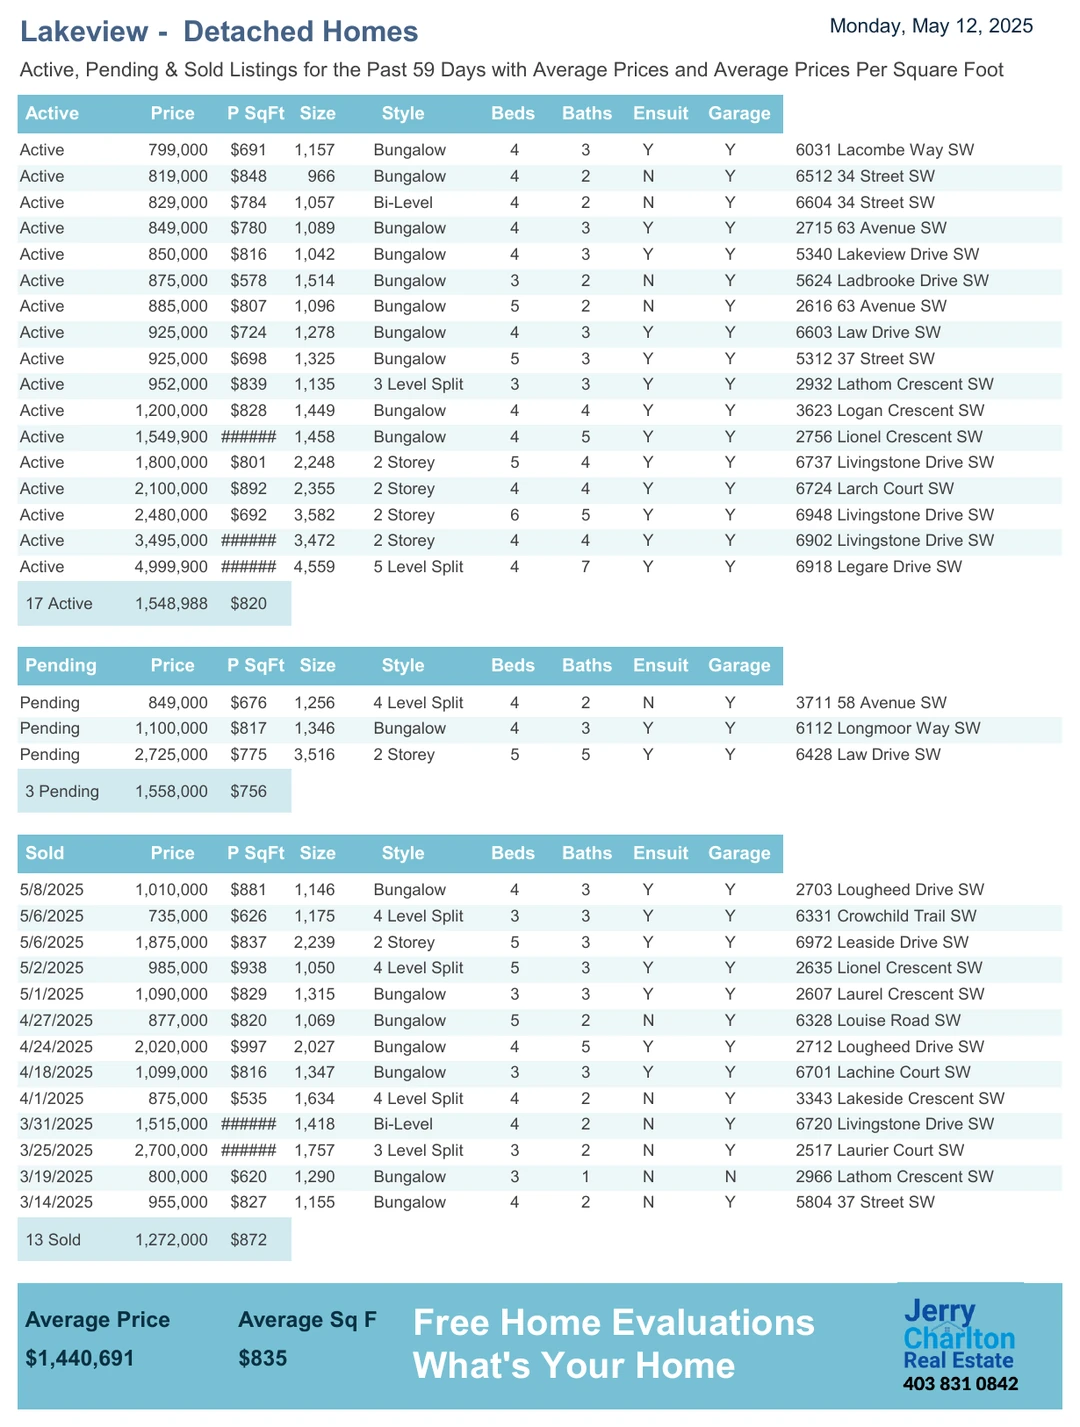 Lakeview -  Detached Homes
Monday, May 12, 2025
Active, Pending & Sold Listings for the Past 59 Days with Average Prices and Average Prices Per Square Foot
Active Price P SqFt Size Style Beds Baths Ensuit Garage
Active 799,000 $691 1,157 Bungalow 4 3 Y Y 6031 Lacombe Way SW
Active 819,000 $848 966 Bungalow 4 2 N Y 6512 34 Street SW
Active 829,000 $784 1,057 Bi-Level 4 2 N Y 6604 34 Street SW
Active 849,000 $780 1,089 Bungalow 4 3 Y Y 2715 63 Avenue SW
Active 850,000 $816 1,042 Bungalow 4 3 Y Y 5340 Lakeview Drive SW
Active 875,000 $578 1,514 Bungalow 3 2 N Y 5624 Ladbrooke Drive SW
Active 885,000 $807 1,096 Bungalow 5 2 N Y 2616 63 Avenue SW
Active 925,000 $724 1,278 Bungalow 4 3 Y Y 6603 Law Drive SW
Active 925,000 $698 1,325 Bungalow 5 3 Y Y 5312 37 Street SW
Active 952,000 $839 1,135 3 Level Split 3 3 Y Y 2932 Lathom Crescent SW
Active 1,200,000 $828 1,449 Bungalow 4 4 Y Y 3623 Logan Crescent SW
Active 1,549,900 ###### 1,458 Bungalow 4 5 Y Y 2756 Lionel Crescent SW
Active 1,800,000 $801 2,248 2 Storey 5 4 Y Y 6737 Livingstone Drive SW
Active 2,100,000 $892 2,355 2 Storey 4 4 Y Y 6724 Larch Court SW
Active 2,480,000 $692 3,582 2 Storey 6 5 Y Y 6948 Livingstone Drive SW
Active 3,495,000 ###### 3,472 2 Storey 4 4 Y Y 6902 Livingstone Drive SW
Active 4,999,900 ###### 4,559 5 Level Split 4 7 Y Y 6918 Legare Drive SW
17 Active 1,548,988 $820
Pending Price P SqFt Size Style Beds Baths Ensuit Garage
Pending 849,000 $676 1,256 4 Level Split 4 2 N Y 3711 58 Avenue SW
Pending 1,100,000 $817 1,346 Bungalow 4 3 Y Y 6112 Longmoor Way SW
Pending 2,725,000 $775 3,516 2 Storey 5 5 Y Y 6428 Law Drive SW
3 Pending 1,558,000 $756
Sold Price P SqFt Size Style Beds Baths Ensuit Garage
5/8/2025 1,010,000 $881 1,146 Bungalow 4 3 Y Y 2703 Lougheed Drive SW
5/6/2025 735,000 $626 1,175 4 Level Split 3 3 Y Y 6331 Crowchild Trail SW
5/6/2025 1,875,000 $837 2,239 2 Storey 5 3 Y Y 6972 Leaside Drive SW
5/2/2025 985,000 $938 1,050 4 Level Split 5 3 Y Y 2635 Lionel Crescent SW
5/1/2025 1,090,000 $829 1,315 Bungalow 3 3 Y Y 2607 Laurel Crescent SW
4/27/2025 877,000 $820 1,069 Bungalow 5 2 N Y 6328 Louise Road SW
4/24/2025 2,020,000 $997 2,027 Bungalow 4 5 Y Y 2712 Lougheed Drive SW
4/18/2025 1,099,000 $816 1,347 Bungalow 3 3 Y Y 6701 Lachine Court SW
4/1/2025 875,000 $535 1,634 4 Level Split 4 2 N Y 3343 Lakeside Crescent SW
3/31/2025 1,515,000 ###### 1,418 Bi-Level 4 2 N Y 6720 Livingstone Drive SW
3/25/2025 2,700,000 ###### 1,757 3 Level Split 3 2 N Y 2517 Laurier Court SW
3/19/2025 800,000 $620 1,290 Bungalow 3 1 N N 2966 Lathom Crescent SW
3/14/2025 955,000 $827 1,155 Bungalow 4 2 N Y 5804 37 Street SW
13 Sold 1,272,000 $872
Average Price Average Sq F
$1,440,691 $835
Free Home Evaluations
What's Your Home
Jerry
Charlton
Real Estate
403 831 0842